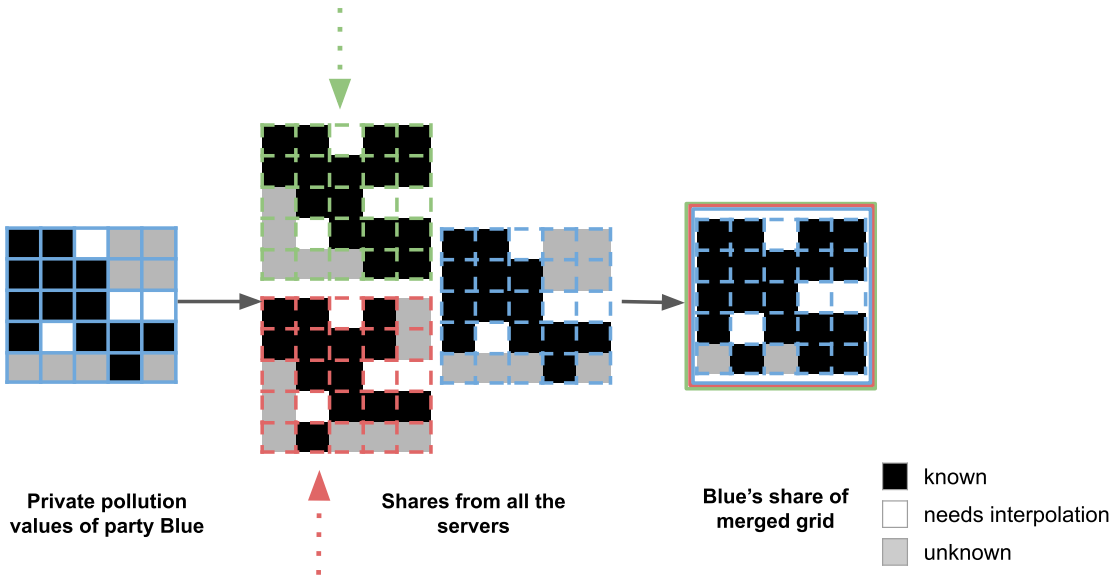 Private pollution
values of party Blue
Shares from all the
servers
Blue's share of
merged grid
known
needs interpolation
unknown